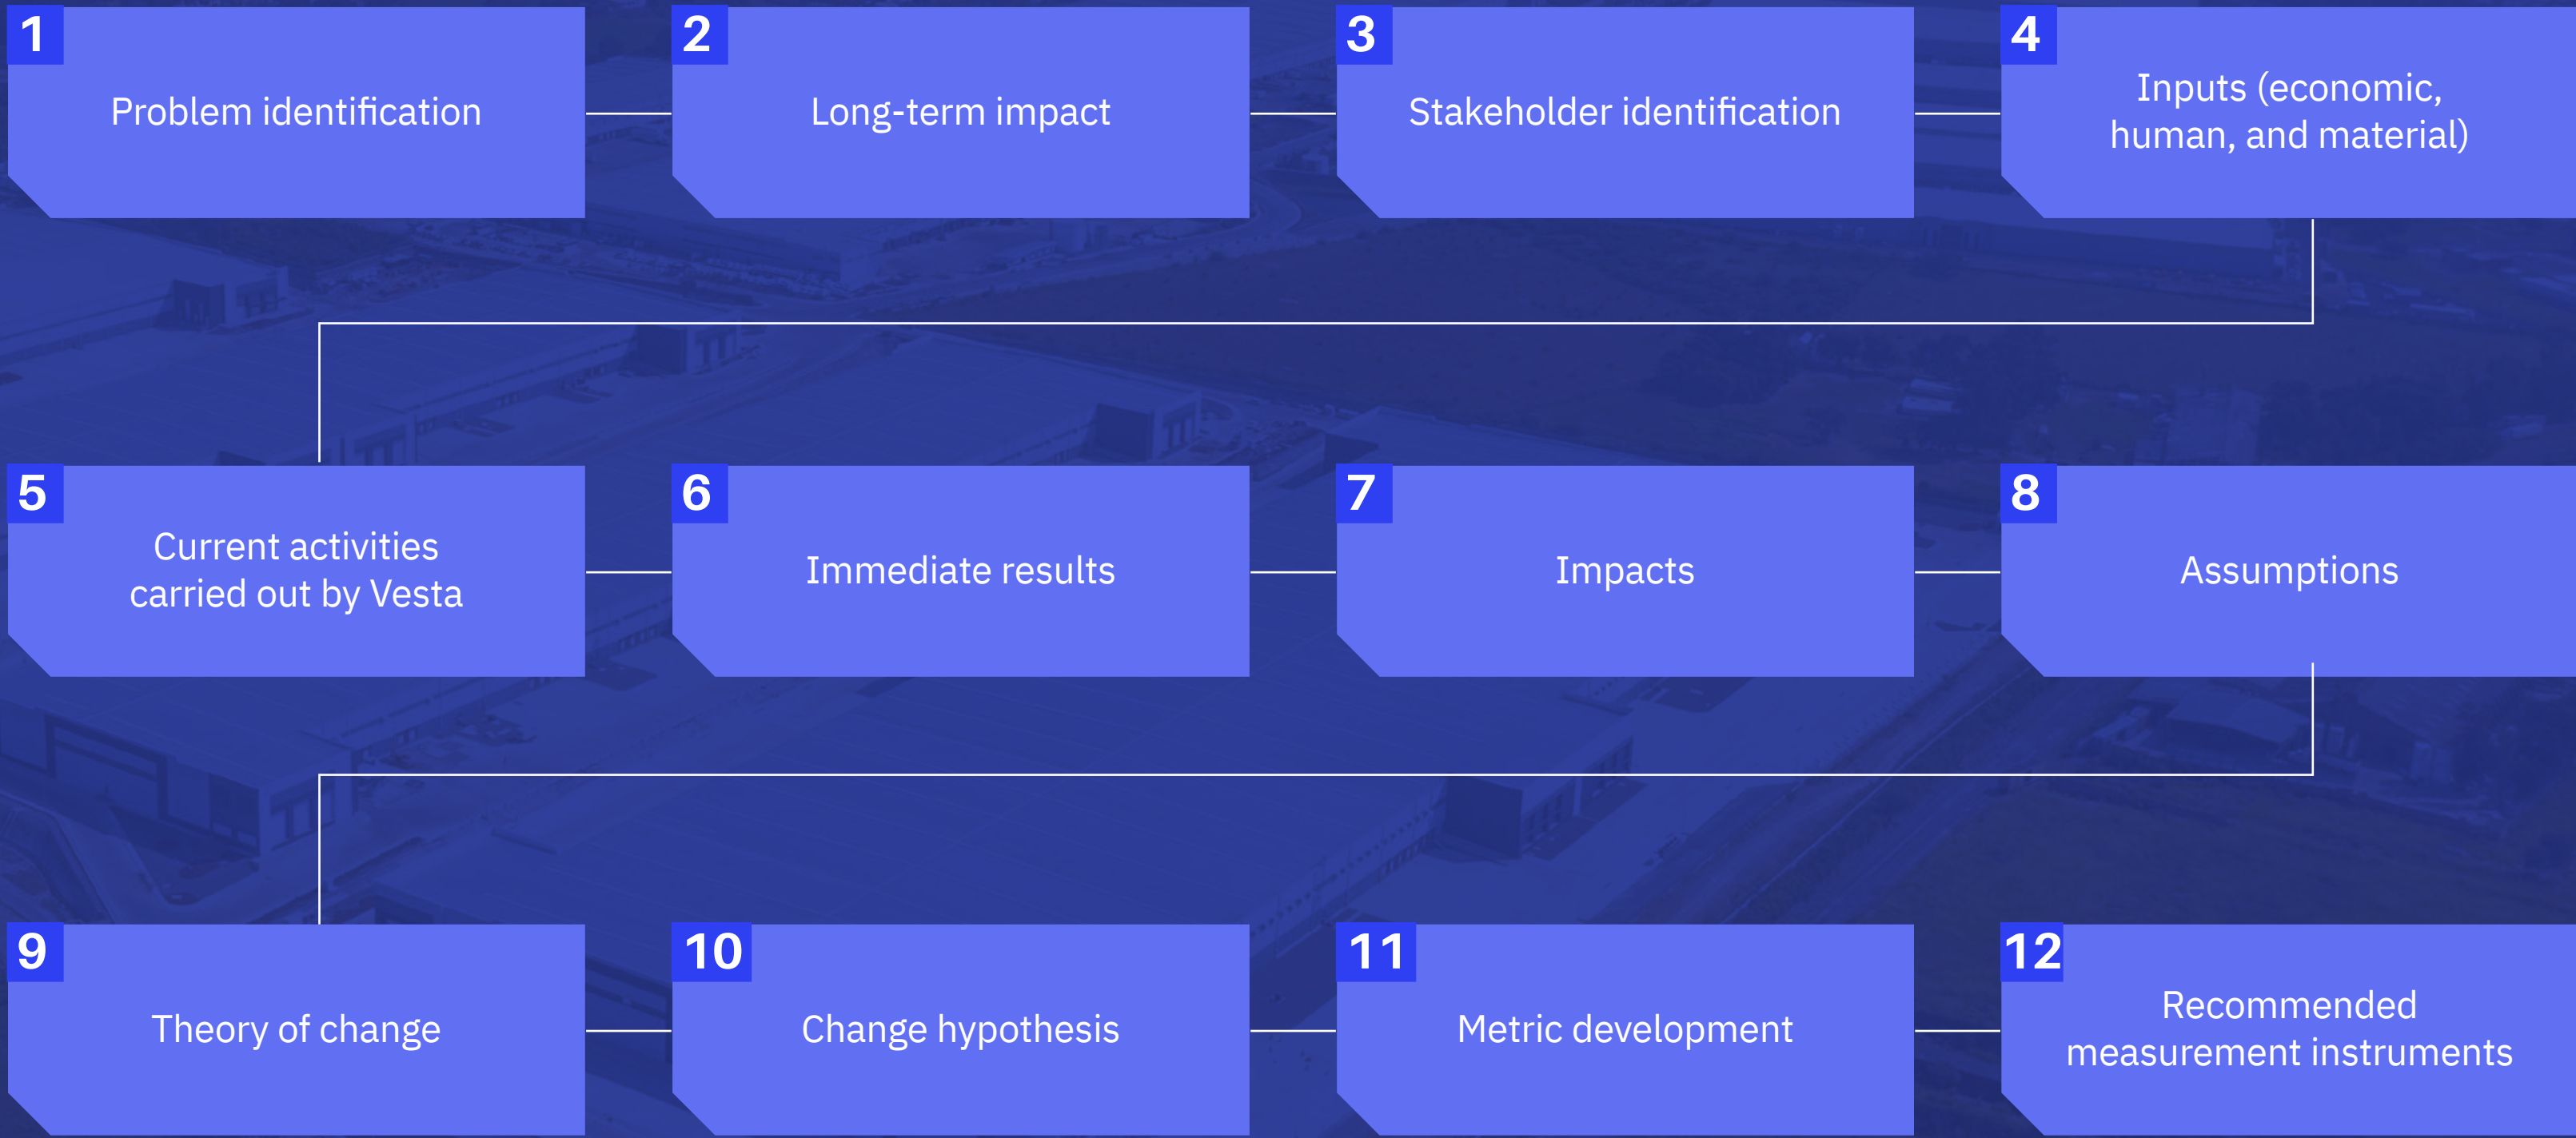 1
Problem identification
2
Long-term impact
3
Stakeholder identification
4
Inputs (economic,
human, and material)
5
Current activities
carried out by Vesta
6
Immediate results
7
Impacts
8
Assumptions
9
Theory of change
10
Change hypothesis
11
Metric development
12
Recommended
measurement instruments